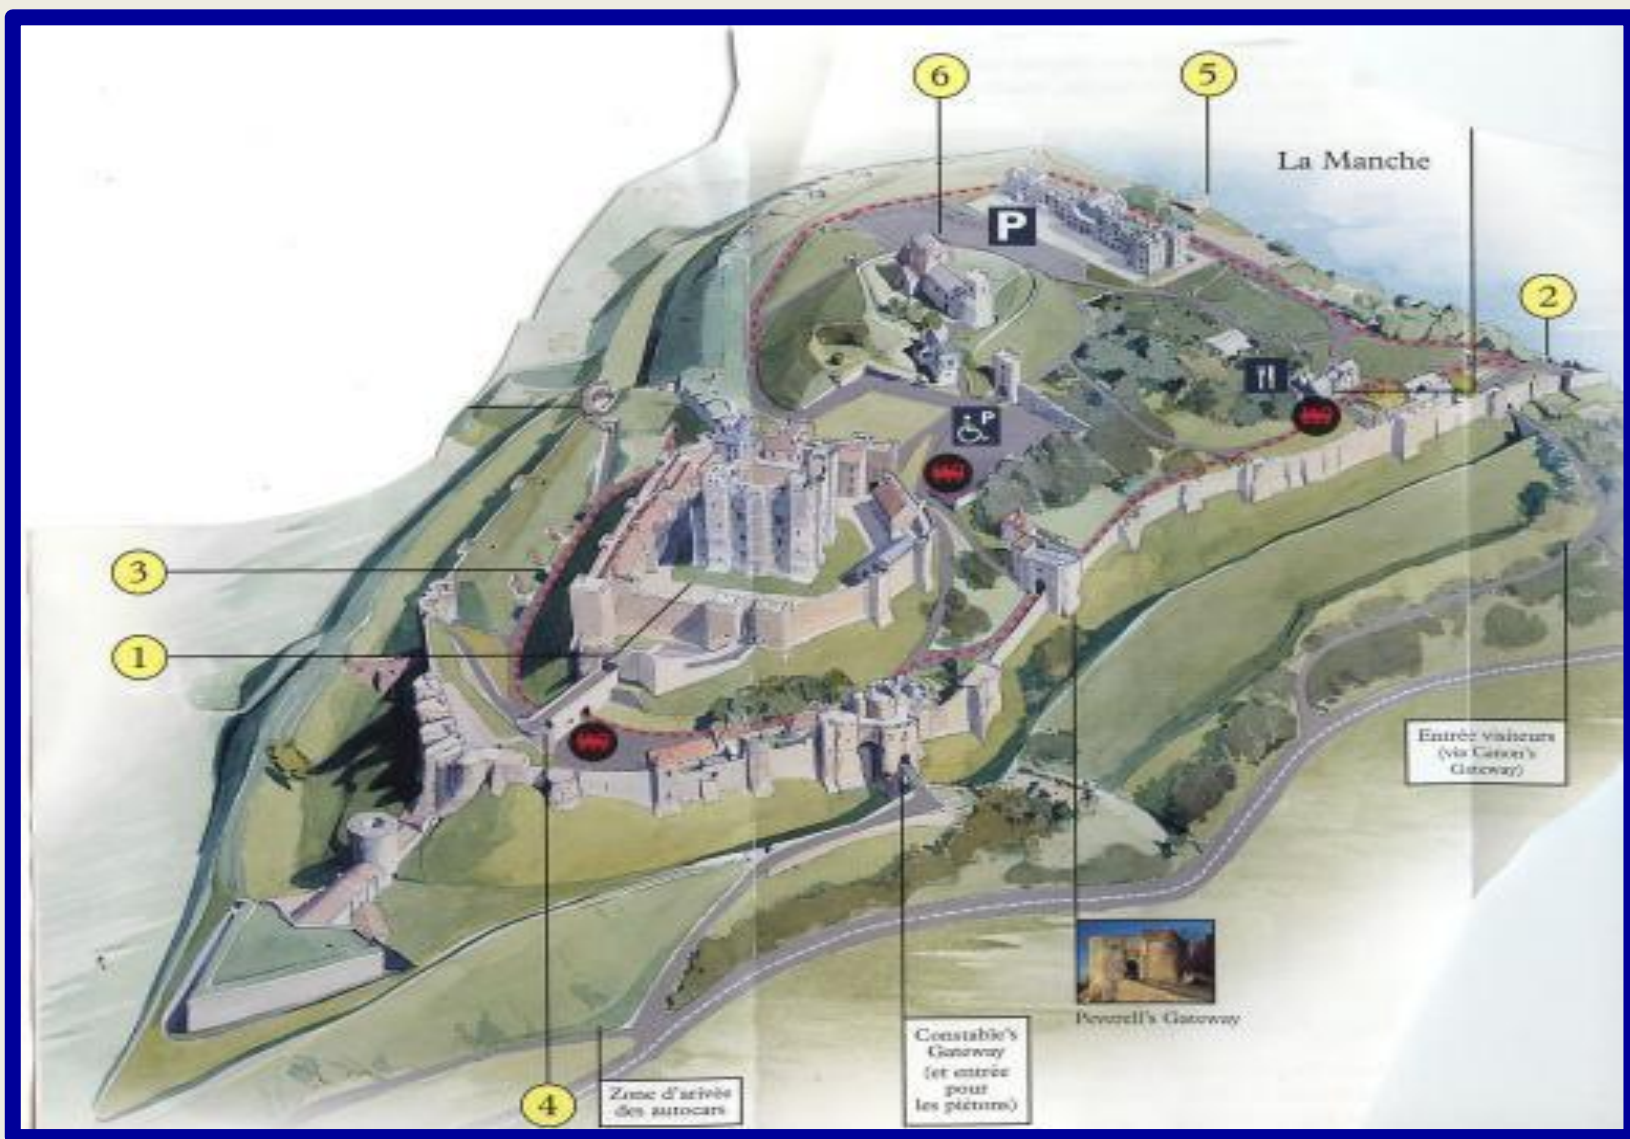 6
5
La Manche
P
2
P
3
1
Entrée visiteurs
(via Canon's
Gateway)
Peverell's Gateway
Constable's
Gateway
(et entrée
pour
les piétons)
4
Zone d'arivée
des autocars